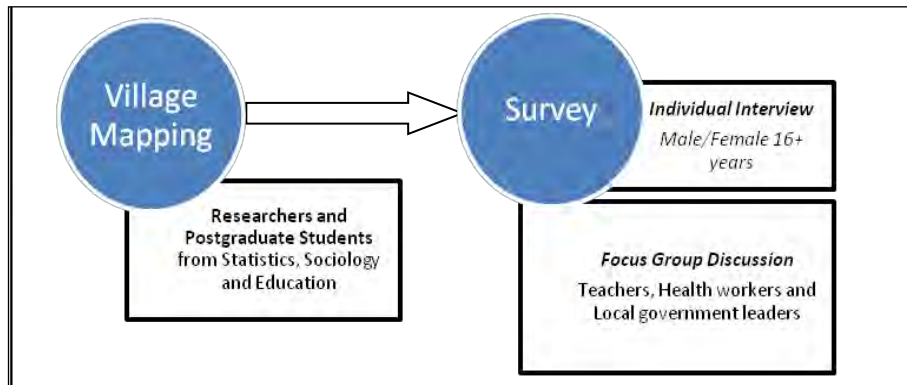 Village
Mapping
Researchers and
Postgraduate Students
from Statistics, Sociology
and Education
Survey
Individual Interview
Male/Female 16+
years
Focus Group Discussion
Teachers, Health workers and
Local government leaders